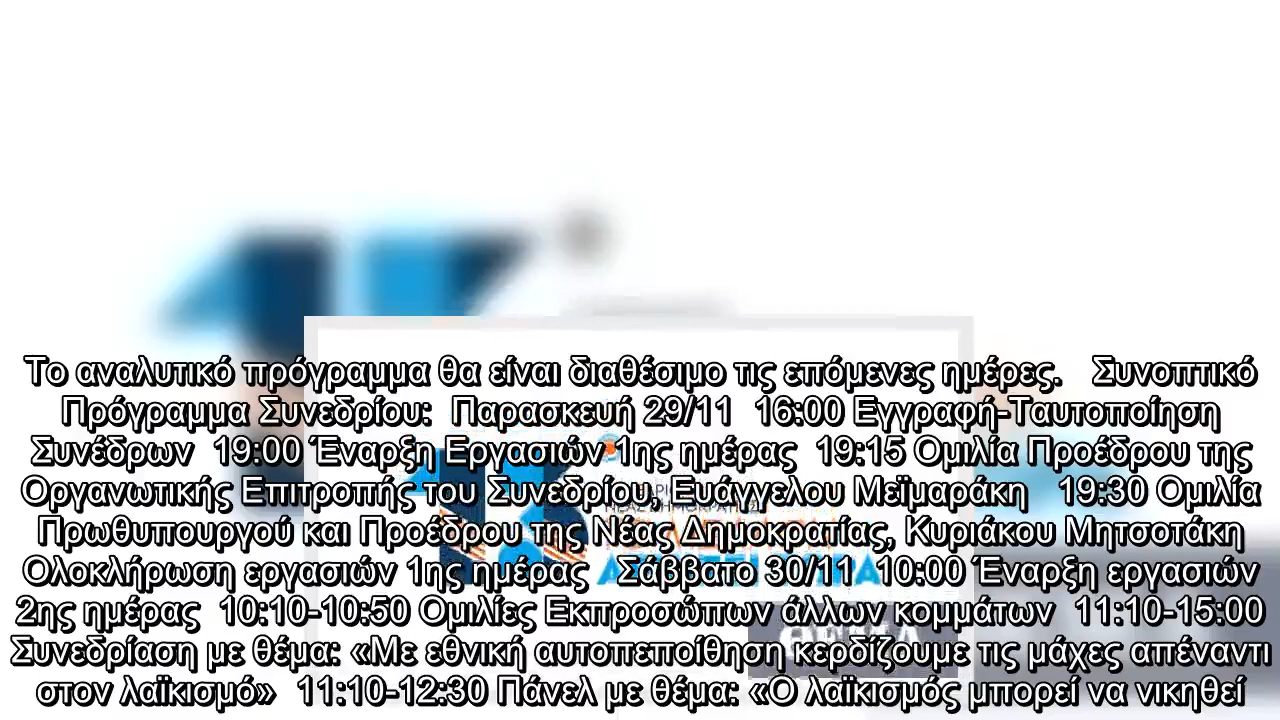 Το αναλυτικό πρόγραμμα θα είναι διαθέσιμο τις επόμενες ημέρες. Συνοπτικό
Πρόγραμμα Συνεδρίου: Παρασκευή 29/11 16:00 Εγγραφή-Ταυτοποίηση
Συνέδρων 19:00 Έναρξη Εργασιών 1ης ημέρας 19:15 Ομιλία Προέδρου της
Οργανωτικής Επιτροπής του Συνεδρίου, Ευάγγελου Μεϊμαράκη 19:30 Ομιλία
Πρωθυπουργού και Προέδρου της Νέας Δημοκρατίας, Κυριάκου Μητσοτάκη
Ολοκλήρωση εργασιών 1ης ημέρας Σάββατο 30/11 10:00 Έναρξη εργασιών
2ης ημέρας 10:10-10:50 Ομιλίες Εκπροσώπων άλλων κομμάτων 11:10-15:00
Συνεδρίαση με θέμα: «Με εθνική αυτοπεποίθηση κερδίζουμε τις μάχες απέναντι
στον λαϊκισμό» 11:10-12:30 Πάνελ με θέμα: «Ο λαϊκισμός μπορεί να νικηθεί